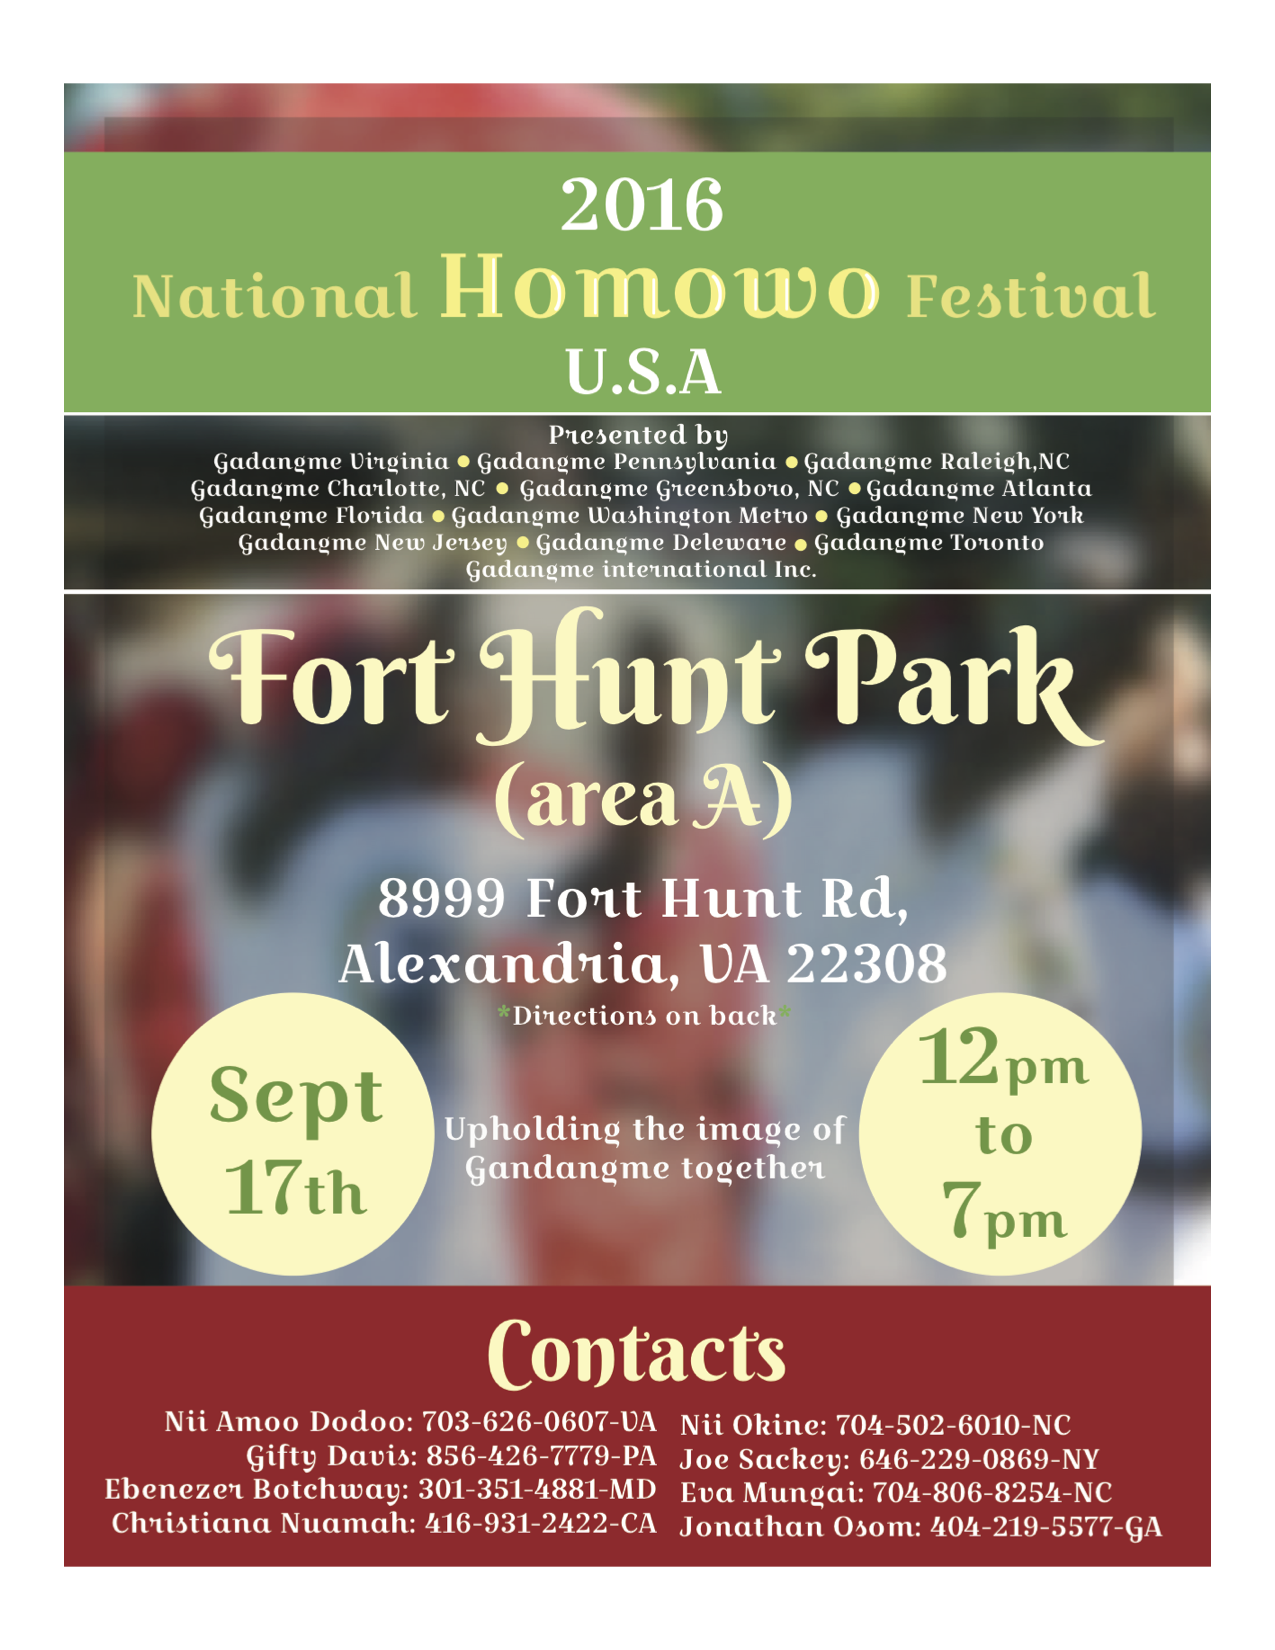 2016
National Homowo Festival
U.S.A
Presented by
Gadangme Virginia ● Gadangme Pennsylvania ● Gadangme Raleigh,NC
Gadangme Charlotte, NC ● Gadangme Greensboro, NC ● Gadangme Atlanta
Gadangme Florida ● Gadangme Washington Metro ● Gadangme New York
Gadangme New Jersey ● Gadangme Deleware ● Gadangme Toronto
Gadangme international Inc.
Fort Hunt Park
(area A)
8999 Fort Hunt Rd,
Alexandria, VA 22308
*Directions on back*
Sept
17th
Upholding the image of
Gandangme together
12pm
to
7pm
Contacts
Nii Amoo Dodoo: 703-626-0607-VA
Gifty Davis: 856-426-7779-PA
Ebenezer Botchway: 301-351-4881-MD
Christiana Nuamah: 416-931-2422-CA
Nii Okine: 704-502-6010-NC
Joe Sackey: 646-229-0869-NY
Eva Mungai: 704-806-8254-NC
Jonathan Osom: 404-219-5577-GA